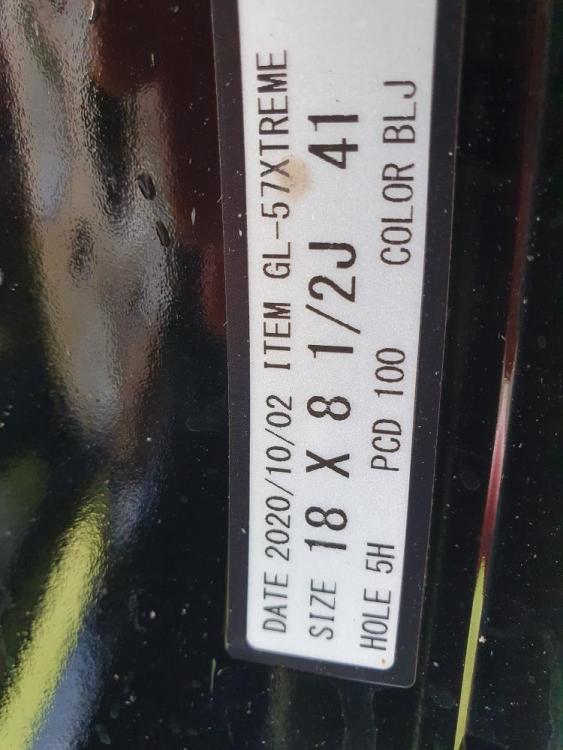 DATE 2020/10/02 ITEM GL-57XTREME
SIZE 18 X 8 1/2J 41
HOLE 5H PCD 100 COLOR BLJ